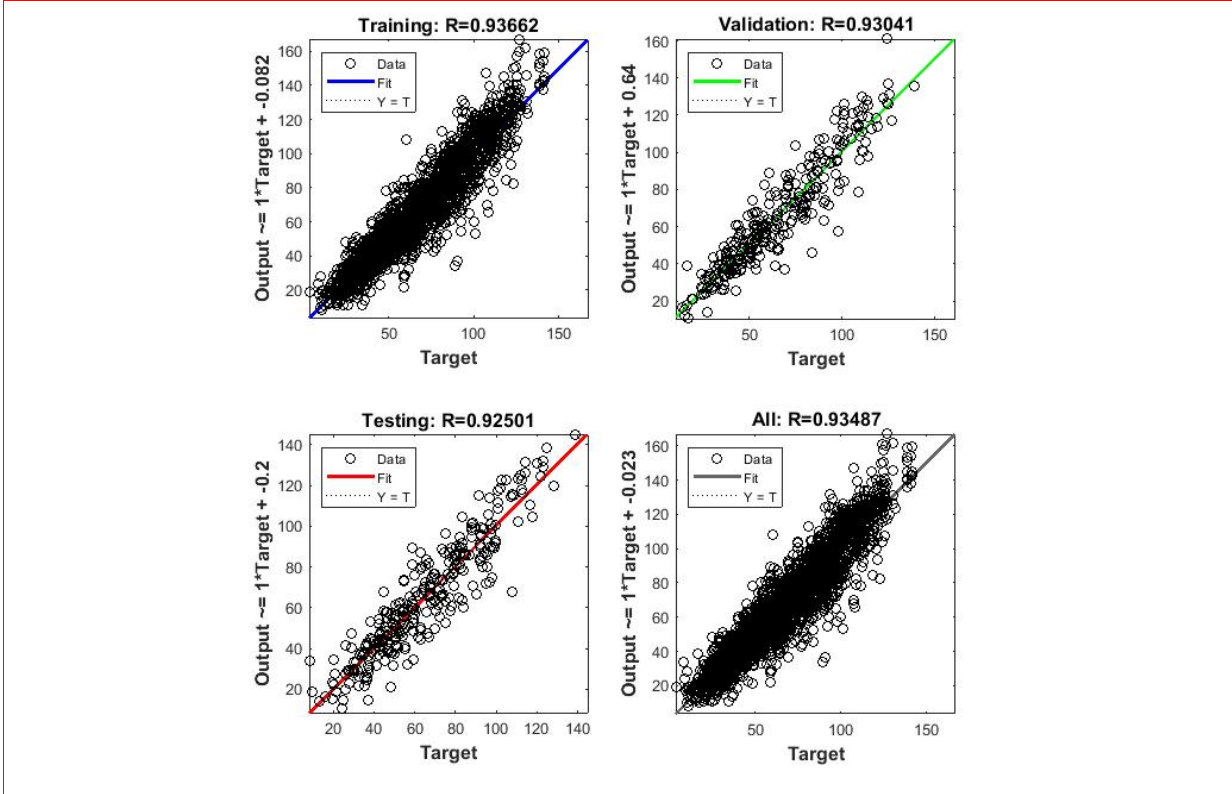 Training: R=0.93662
Output ~= 1*Target + -0.082
160
140
120
100
80
60
40
20
Data
Fit
Y = T
50
100
150
Target
Validation: R=0.93041
Output ~= 1*Target + 0.64
160
140
120
100
80
60
40
20
Data
Fit
Y = T
50
100
150
Target
Testing: R=0.92501
Output ~= 1*Target + -0.2
140
120
100
80
60
40
20
Data
Fit
Y = T
20
40
60
80
100
120
140
Target
All: R=0.93487
Output ~= 1*Target + -0.023
160
140
120
100
80
60
40
20
Data
Fit
Y = T
50
100
150
Target